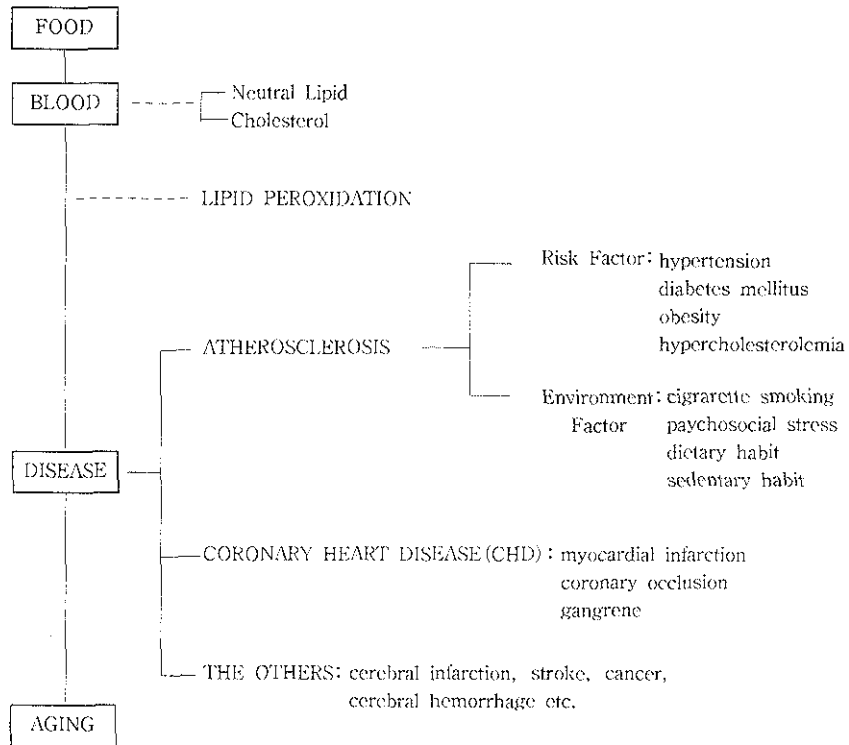 FOOD
BLOOD
Neutral Lipid
Cholesterol
LIPID PEROXIDATION
Risk Factor: hypertension
diabetes mellitus
obesity
hypercholesterolemia
ATHEROSCLEROSIS
Environment: cigrarette smoking
Factor paychosocial stress
dietary habit
sedentary habit
DISEASE
CORONARY HEART DISEASE(CHD): myocardial infarction
coronary occlusion
gangrene
THE OTHERS: cerebral infarction, stroke, cancer,
cerebral hemorrhage etc.
AGING